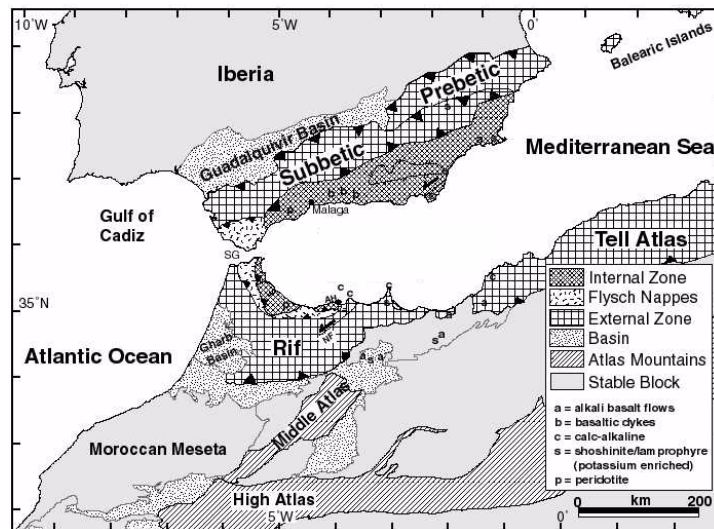 10°W
5°W
0°
Iberia
Balearic Islands
Prebetic
Guadalquivir Basin
Subbetic
Mediterranean Sea
Malaga
Gulf of
Cadiz
SG
Tell Atlas
35°N
AH
NF
Gharb
Basin
Rif
Atlantic Ocean
Middle Atlas
Moroccan Meseta
High Atlas
5°W
0°
a
a
s
b b b
p
c
c
c
c
c
a
s a
a s a
Internal Zone
Flysch Nappes
External Zone
Basin
Atlas Mountains
Stable Block
a = alkali basalt flows
b = basaltic dykes
c = calc-alkaline
s = shoshinite/lamprophyre
(potassium enriched)
p = peridotite
km
0 200